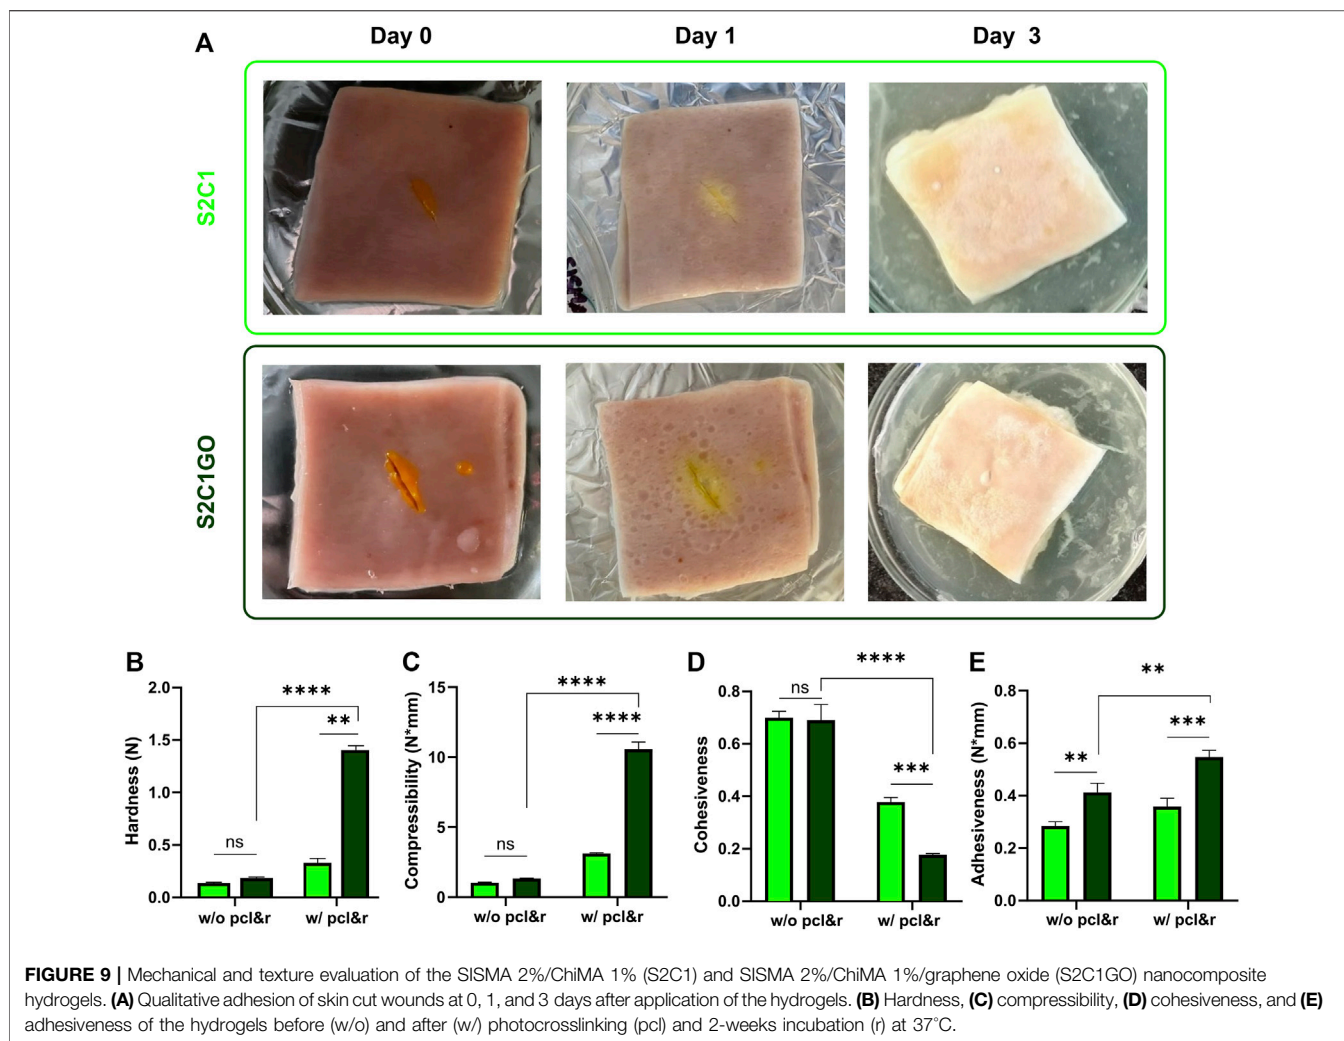 A
Day 0
Day 1
Day 3
S2C1
S2C1GO
B
Hardness (N)
2.0
1.5
1.0
0.5
0.0
ns
****
**
w/o pcl&r
w/ pcl&r
C
Compressibility (N*mm)
15
10
5
0
ns
****
****
w/o pcl&r
w/ pcl&r
D
Cohesiveness
0.8
0.6
0.4
0.2
0.0
ns
****
***
w/o pcl&r
w/ pcl&r
E
Adhesiveness (N*mm)
0.8
0.6
0.4
0.2
0.0
**
**
***
w/o pcl&r
w/ pcl&r
FIGURE 9 | Mechanical and texture evaluation of the SISMA 2%/ChiMA 1% (S2C1) and SISMA 2%/ChiMA 1%/graphene oxide (S2C1GO) nanocomposite
hydrogels. (A) Qualitative adhesion of skin cut wounds at 0, 1, and 3 days after application of the hydrogels. (B) Hardness, (C) compressibility, (D) cohesiveness, and (E)
adhesiveness of the hydrogels before (w/o) and after (w/) photocrosslinking (pcl) and 2-weeks incubation (r) at 37°C.